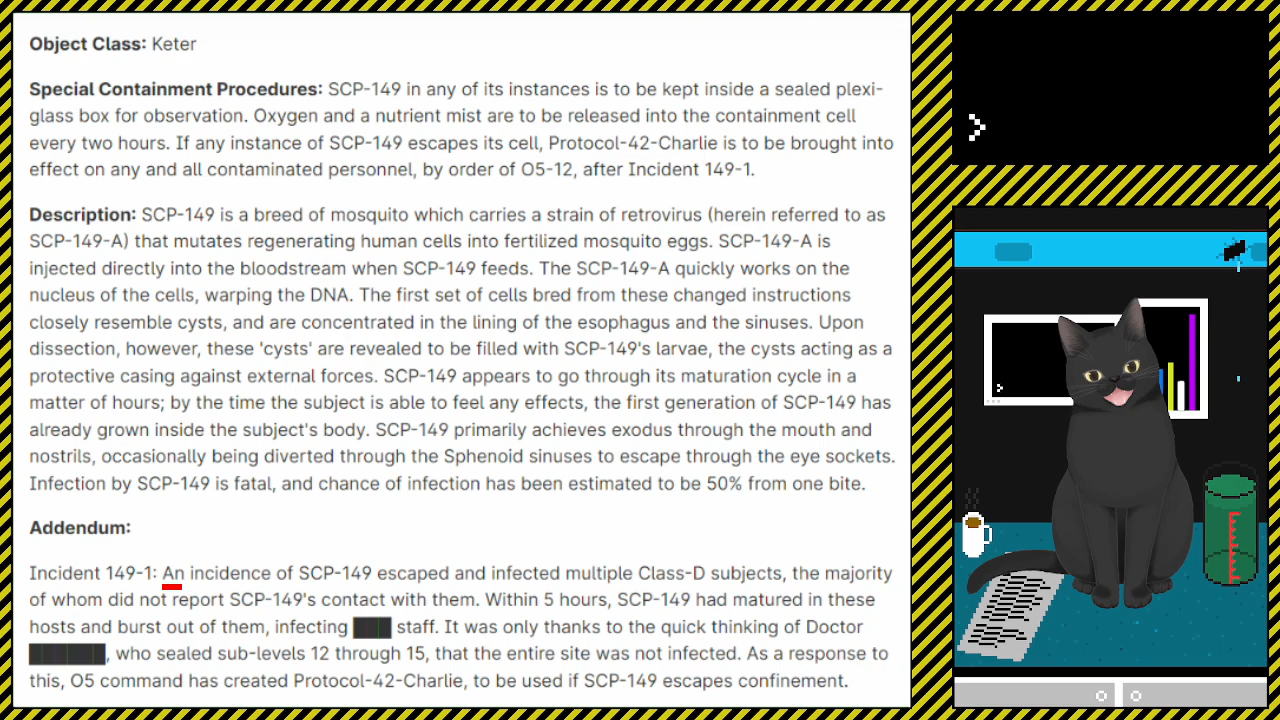 Object Class: Keter
Special Containment Procedures: SCP-149 in any of its instances is to be kept inside a sealed plexi-
glass box for observation. Oxygen and a nutrient mist are to be released into the containment cell
every two hours. If any instance of SCP-149 escapes its cell, Protocol-42-Charlie is to be brought into
effect on any and all contaminated personnel, by order of O5-12, after Incident 149-1.
Description: SCP-149 is a breed of mosquito which carries a strain of retrovirus (herein referred to as
SCP-149-A) that mutates regenerating human cells into fertilized mosquito eggs. SCP-149-A is
injected directly into the bloodstream when SCP-149 feeds. The SCP-149-A quickly works on the
nucleus of the cells, warping the DNA. The first set of cells bred from these changed instructions
closely resemble cysts, and are concentrated in the lining of the esophagus and the sinuses. Upon
dissection, however, these 'cysts' are revealed to be filled with SCP-149's larvae, the cysts acting as a
protective casing against external forces. SCP-149 appears to go through its maturation cycle in a
matter of hours; by the time the subject is able to feel any effects, the first generation of SCP-149 has
already grown inside the subject's body. SCP-149 primarily achieves exodus through the mouth and
nostrils, occasionally being diverted through the Sphenoid sinuses to escape through the eye sockets.
Infection by SCP-149 is fatal, and chance of infection has been estimated to be 50% from one bite.
Addendum:
Incident 149-1: An incidence of SCP-149 escaped and infected multiple Class-D subjects, the majority
of whom did not report SCP-149's contact with them. Within 5 hours, SCP-149 had matured in these
hosts and burst out of them, infecting ███ staff. It was only thanks to the quick thinking of Doctor
██████, who sealed sub-levels 12 through 15, that the entire site was not infected. As a response to
this, O5 command has created Protocol-42-Charlie, to be used if SCP-149 escapes confinement.